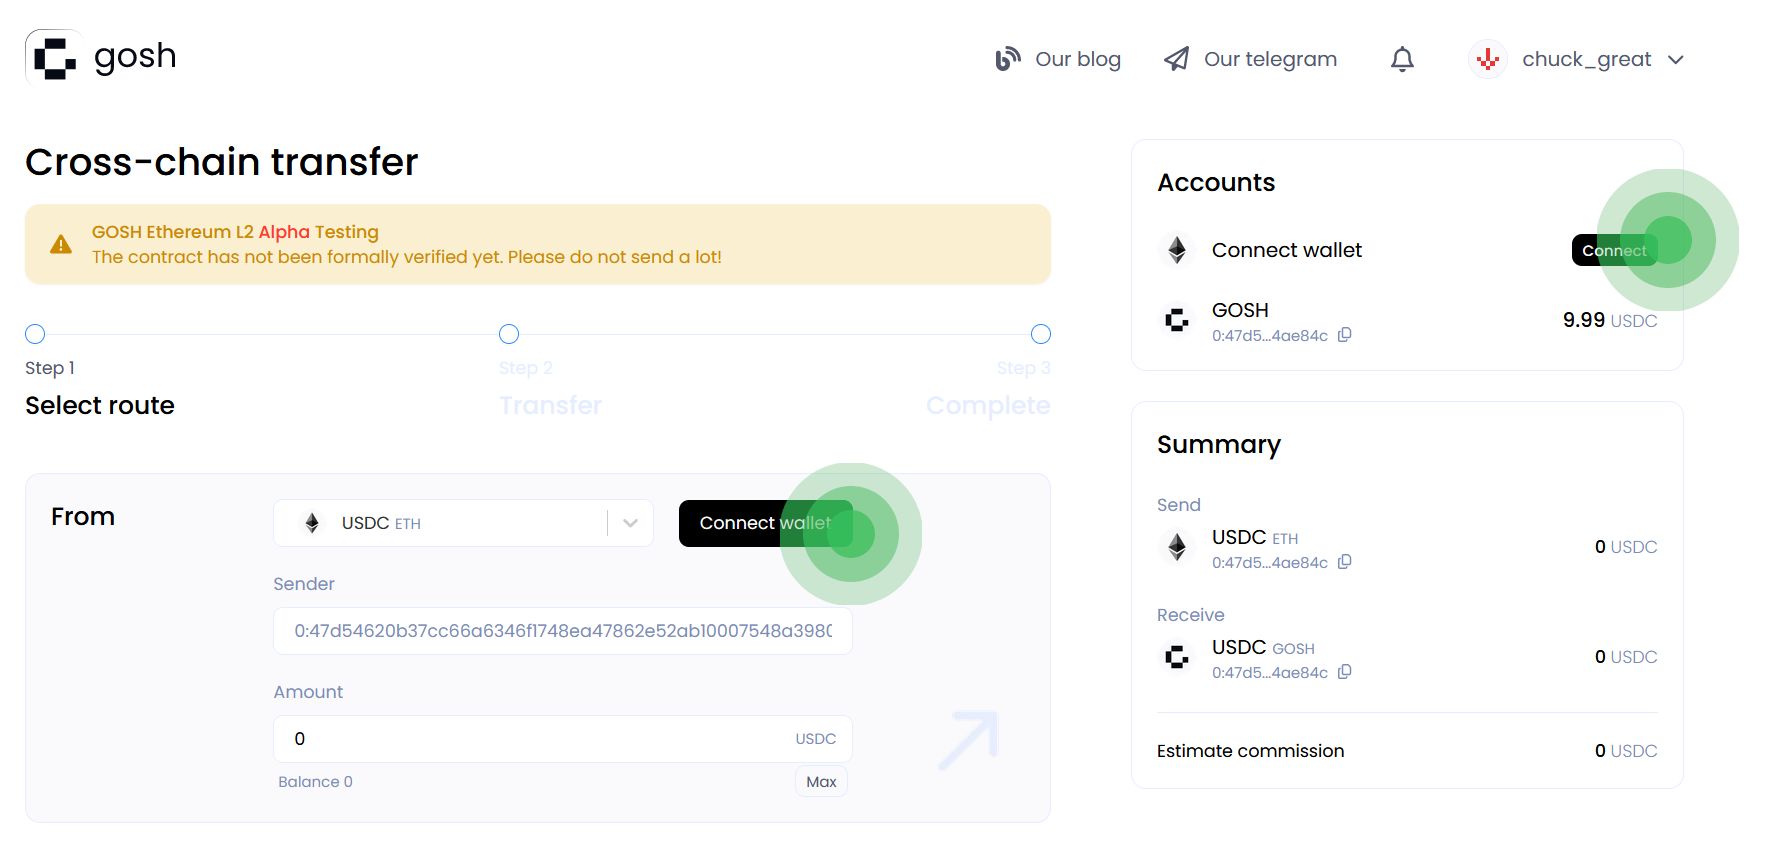 gosh
Our blog
Our telegram
chuck_great
Cross-chain transfer
GOSH Ethereum L2 Alpha Testing
The contract has not been formally verified yet. Please do not send a lot!
Step 1
Step 2
Step 3
Select route
Transfer
Complete
From
USDC ETH
Connect wallet
Sender
0:47d54620b37cc66a6346f1748ea47862e52ab10007548a3980
Amount
0 USDC
Balance 0
Max
Accounts
Connect wallet
Connect
GOSH
0:47d5...4ae84c
9.99 USDC
Summary
Send
USDC ETH
0:47d5...4ae84c
0 USDC
Receive
USDC GOSH
0:47d5...4ae84c
0 USDC
Estimate commission
0 USDC